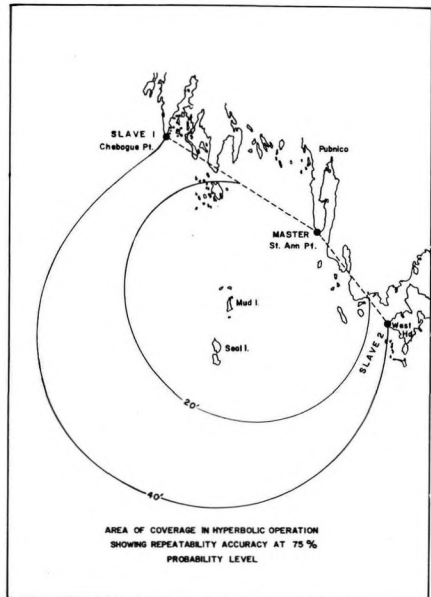 SLAVE 1
Chebogue Pt.
Pubnico
MASTER
St. Ann Pt.
Mud I.
West
Hd.
Seal I.
SLAVE 2
20'
40'
AREA OF COVERAGE IN HYPERBOLIC OPERATION
SHOWING REPEATABILITY ACCURACY AT 75 %
PROBABILITY LEVEL